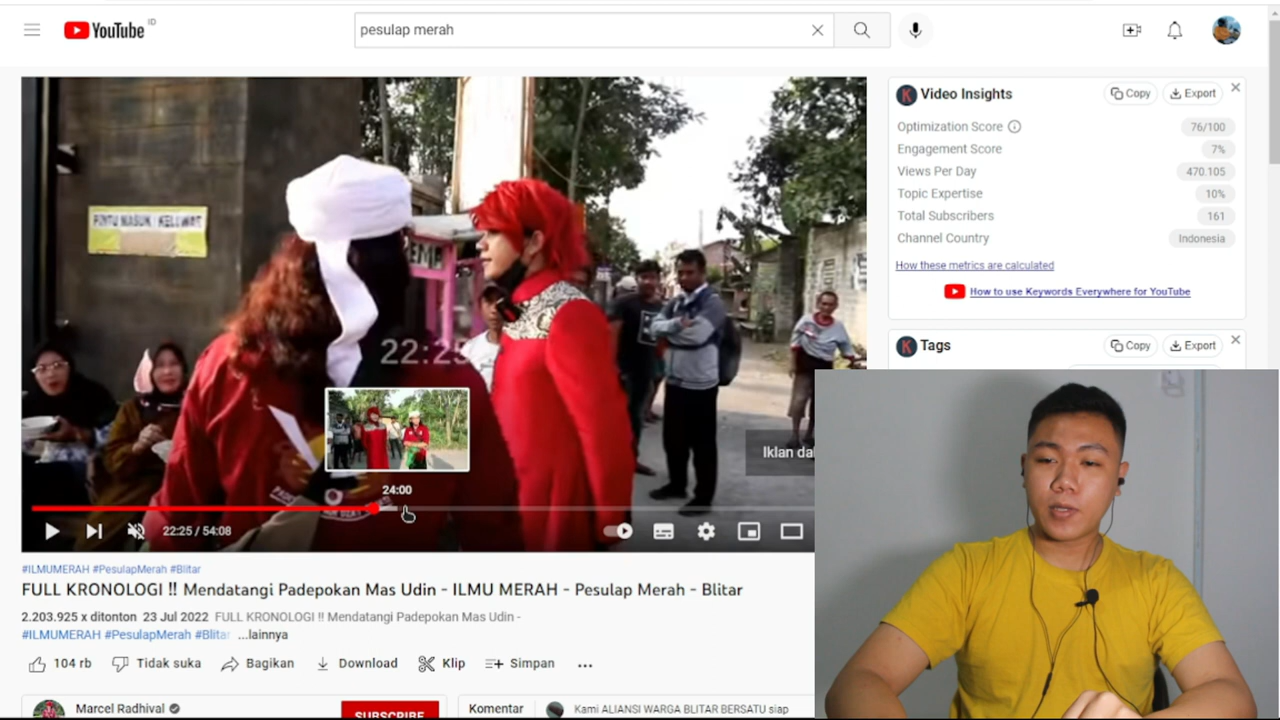 YouTube ID
pesulap merah
PINTU MASUK / KELUWAT
22:25
24:00
22:25 / 54:08
#ILMUMERAH #PesulapMerah #Blitar
FULL KRONOLOGI !! Mendatangi Padepokan Mas Udin - ILMU MERAH - Pesulap Merah - Blitar
2.203.925 x ditonton 23 Jul 2022 FULL KRONOLOGI !! Mendatangi Padepokan Mas Udin -
#ILMUMERAH #PesulapMerah #Blitar ...lainnya
104 rb Tidak suka Bagikan Download Klip Simpan
Marcel Radhival
SUBSCRIBE
Komentar
Kami ALIANSI WARGA BLITAR BERSATU siap
Video Insights Copy Export
Optimization Score 76/100
Engagement Score 7%
Views Per Day 470.105
Topic Expertise 10%
Total Subscribers 161
Channel Country Indonesia
How these metrics are calculated
How to use Keywords Everywhere for YouTube
Tags Copy Export
Iklan